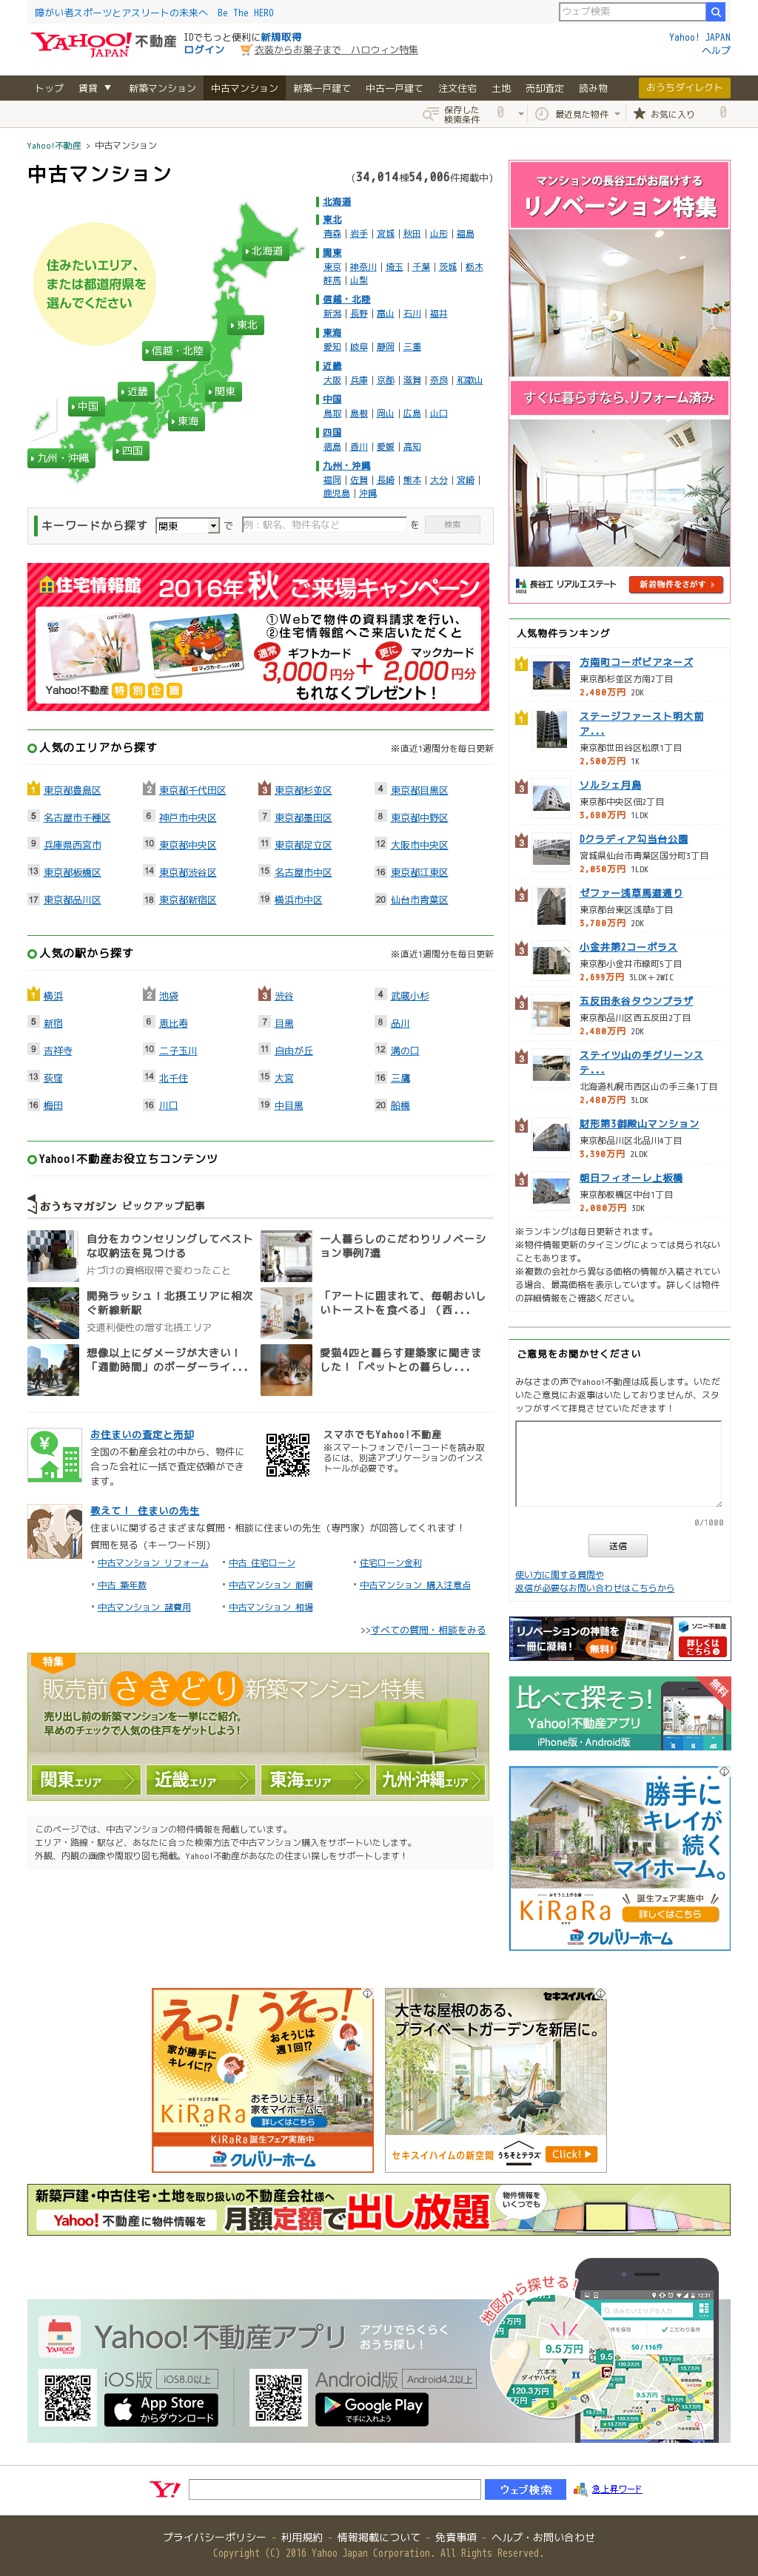 障がい者スポーツとアスリートの未来へ　Be The HERO
ウェブ検索
YAHOO! JAPAN 不動産
IDでもっと便利に新規取得
ログイン
衣装からお菓子まで　ハロウィン特集
Yahoo! JAPAN
ヘルプ
トップ　賃貸 ▼　新築マンション　中古マンション　新築一戸建て　中古一戸建て　注文住宅　土地　売却査定　読み物　おうちダイレクト
保存した検索条件 0　最近見た物件　お気に入り 0
Yahoo!不動産 > 中古マンション
中古マンション
(34,014棟54,006件掲載中)
住みたいエリア、
または都道府県を
選んでください
北海道
東北
信越・北陸
近畿
関東
中国
東海
四国
九州・沖縄
北海道
東北
青森 | 岩手 | 宮城 | 秋田 | 山形 | 福島
関東
東京 | 神奈川 | 埼玉 | 千葉 | 茨城 | 栃木
群馬 | 山梨
信越・北陸
新潟 | 長野 | 富山 | 石川 | 福井
東海
愛知 | 岐阜 | 静岡 | 三重
近畿
大阪 | 兵庫 | 京都 | 滋賀 | 奈良 | 和歌山
中国
鳥取 | 島根 | 岡山 | 広島 | 山口
四国
徳島 | 香川 | 愛媛 | 高知
九州・沖縄
福岡 | 佐賀 | 長崎 | 熊本 | 大分 | 宮崎 |
鹿児島 | 沖縄
キーワードから探す　関東　で　例：駅名、物件名など　を　検索
住宅情報館 2016年 秋 ご来場キャンペーン
①Webで物件の資料請求を行い、
②住宅情報館へご来店いただくと
通常 ギフトカード 3,000円分 + 更に マックカード 2,000円分
もれなくプレゼント！
Yahoo!不動産 特別企画
人気のエリアから探す
※直近1週間分を毎日更新
1 東京都豊島区　2 東京都千代田区　3 東京都杉並区　4 東京都目黒区
5 名古屋市千種区　6 神戸市中央区　7 東京都墨田区　8 東京都中野区
9 兵庫県西宮市　10 東京都中央区　11 東京都足立区　12 大阪市中央区
13 東京都板橋区　14 東京都渋谷区　15 名古屋市中区　16 東京都江東区
17 東京都品川区　18 東京都新宿区　19 横浜市中区　20 仙台市青葉区
人気の駅から探す
※直近1週間分を毎日更新
1 横浜　2 池袋　3 渋谷　4 武蔵小杉
5 新宿　6 恵比寿　7 目黒　8 品川
9 吉祥寺　10 二子玉川　11 自由が丘　12 溝の口
13 荻窪　14 北千住　15 大宮　16 三鷹
16 梅田　16 川口　19 中目黒　20 船橋
Yahoo!不動産お役立ちコンテンツ
おうちマガジン ピックアップ記事
自分をカウンセリングしてベスト
な収納法を見つける
片づけの資格取得で変わったこと
一人暮らしのこだわりリノベーシ
ョン事例7選
開発ラッシュ！北摂エリアに相次
ぐ新線新駅
交通利便性の増す北摂エリア
「アートに囲まれて、毎朝おいし
いトーストを食べる」（西...
想像以上にダメージが大きい！
「通勤時間」のボーダーライ...
愛猫4匹と暮らす建築家に聞きま
した！「ペットとの暮らし...
お住まいの査定と売却
全国の不動産会社の中から、物件に
合った会社に一括で査定依頼ができ
ます。
スマホでもYahoo!不動産
※スマートフォンでバーコードを読み取
るには、別途アプリケーションのインス
トールが必要です。
教えて！ 住まいの先生
住まいに関するさまざまな質問・相談に住まいの先生（専門家）が回答してくれます！
質問を見る（キーワード別）
・中古マンション リフォーム　・中古 住宅ローン　・住宅ローン金利
・中古 築年数　・中古マンション 耐震　・中古マンション 購入注意点
・中古マンション 諸費用　・中古マンション 相場
>>すべての質問・相談をみる
特集
販売前さきどり新築マンション特集
売り出し前の新築マンションを一挙にご紹介。
早めのチェックで人気の住戸をゲットしよう！
関東エリア　近畿エリア　東海エリア　九州・沖縄エリア
このページでは、中古マンションの物件情報を掲載しています。
エリア・路線・駅など、あなたに合った検索方法で中古マンション購入をサポートいたします。
外観、内観の画像や間取り図も掲載。Yahoo!不動産があなたの住まい探しをサポートします！
マンションの長谷工がお届けする
リノベーション特集
すぐに暮らすなら、リフォーム済み
長谷工 リアルエステート　新着物件をさがす
人気物件ランキング
1 方南町コーポビアネーズ
東京都杉並区方南2丁目
2,480万円 2DK
1 ステージファースト明大前
ア...
東京都世田谷区松原1丁目
2,500万円 1K
3 ソルシェ月島
東京都中央区佃2丁目
3,680万円 1LDK
3 Dクラディア勾当台公園
宮城県仙台市青葉区国分町3丁目
2,050万円 1LDK
3 ゼファー浅草馬道通り
東京都台東区浅草6丁目
3,780万円 2DK
3 小金井第2コーポラス
東京都小金井市緑町5丁目
2,699万円 3LDK+2WIC
3 五反田永谷タウンプラザ
東京都品川区西五反田2丁目
2,480万円 2DK
3 ステイツ山の手グリーンス
テ...
北海道札幌市西区山の手三条1丁目
2,480万円 3LDK
3 財形第3御殿山マンション
東京都品川区北品川4丁目
3,390万円 2LDK
3 朝日フィオーレ上板橋
東京都板橋区中台1丁目
2,080万円 3DK
※ランキングは毎日更新されます。
※物件情報更新のタイミングによっては見られない
こともあります。
※複数の会社から異なる価格の情報が入稿されてい
る場合、最高価格を表示しています。詳しくは物件
の詳細情報をご確認ください。
ご意見をお聞かせください
みなさまの声でYahoo!不動産は成長します。いただ
いたご意見にお返事はいたしておりませんが、スタ
ッフがすべて拝見させていただきます！
0/1000
送信
使い方に関する質問や
返信が必要なお問い合わせはこちらから
リノベーションの神髄を
一冊に凝縮！ 無料！
ソニー不動産
詳しくはこちら
無料
比べて探そう！
Yahoo!不動産アプリ
iPhone版・Android版
勝手に
キレイが
続く
マイホーム。
KiRaRa 誕生フェア実施中
詳しくはこちら
クレバリーホーム
えっ！うそっ！
家が勝手にキレイに!?
おそうじは週1回!?
KiRaRa
おそうじ上手な家をマイホームに。
詳しくはこちら
KiRaRa 誕生フェア実施中
クレバリーホーム
セキスイハイム
大きな屋根のある、
プライベートガーデンを新居に。
セキスイハイムの新空間 うちそとテラス　Click!
新築戸建・中古住宅・土地を取り扱いの不動産会社様へ
Yahoo!不動産に物件情報を 月額定額で出し放題
物件情報をいくつでも
地図から探せる！
Yahoo!不動産アプリ
アプリでらくらく
おうち探し！
iOS版 iOS8.0以上
App Store からダウンロード
Android版 Android4.2以上
Google Play で手に入れよう
9.5万円
120.3万円
50/116件
六本木
ウェブ検索
急上昇ワード
プライバシーポリシー - 利用規約 - 情報掲載について - 免責事項 - ヘルプ・お問い合わせ
Copyright (C) 2016 Yahoo Japan Corporation. All Rights Reserved.